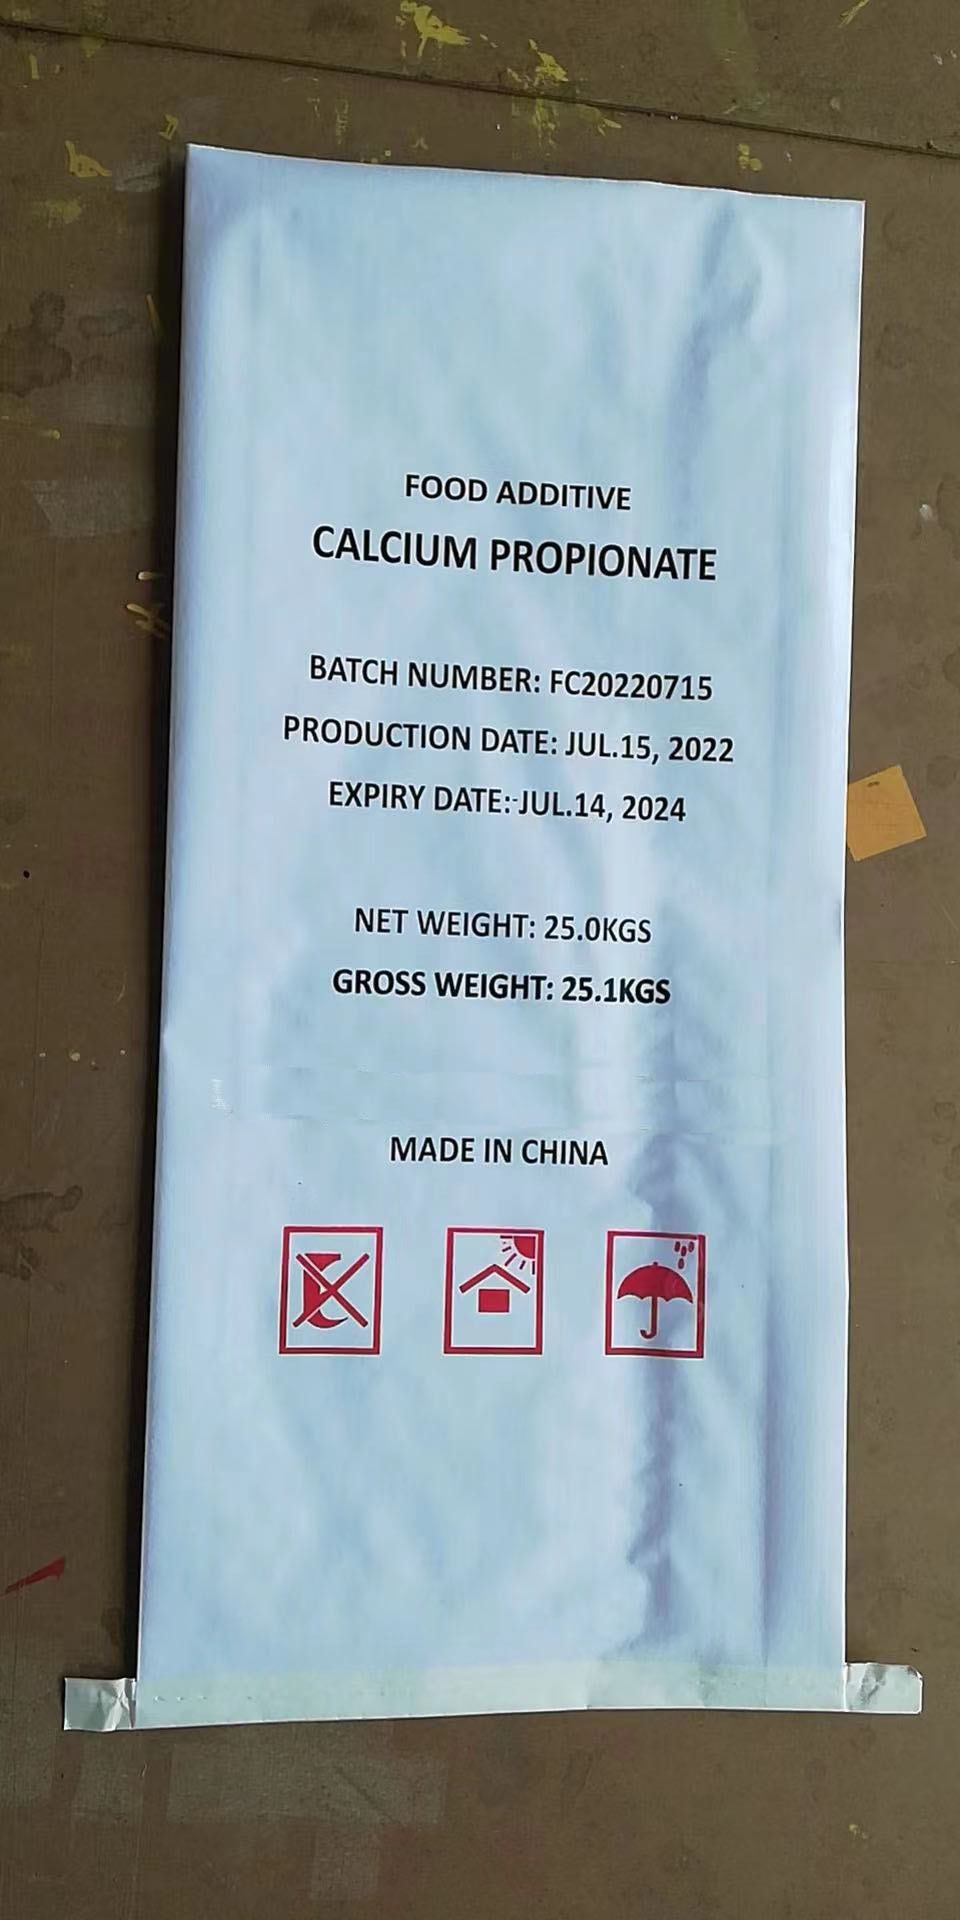 FOOD ADDITIVE
CALCIUM PROPIONATE
BATCH NUMBER: FC20220715
PRODUCTION DATE: JUL.15, 2022
EXPIRY DATE: JUL.14, 2024
NET WEIGHT: 25.0KGS
GROSS WEIGHT: 25.1KGS
MADE IN CHINA